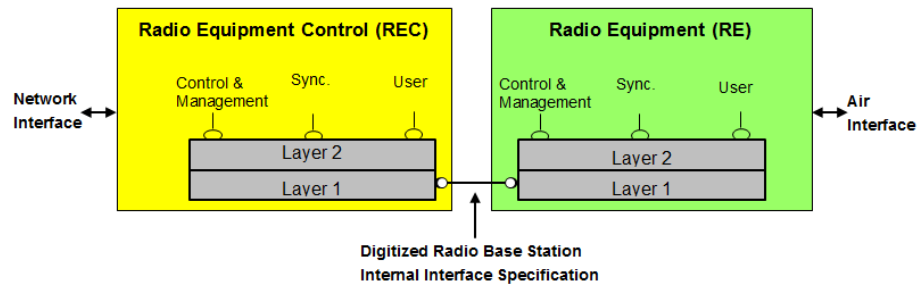 Radio Equipment Control (REC)
Radio Equipment (RE)
Control &
Management
Sync.
User
Control &
Management
Sync.
User
Network
Interface
Air
Interface
Layer 2
Layer 1
Layer 2
Layer 1
Digitized Radio Base Station
Internal Interface Specification